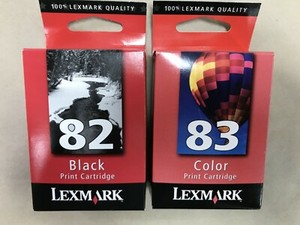 100% LEXMARK QUALITY
82
Black
Print Cartridge
LEXMARK
100% LEXMARK QUALITY
83
Color
Print Cartridge
LEXMARK